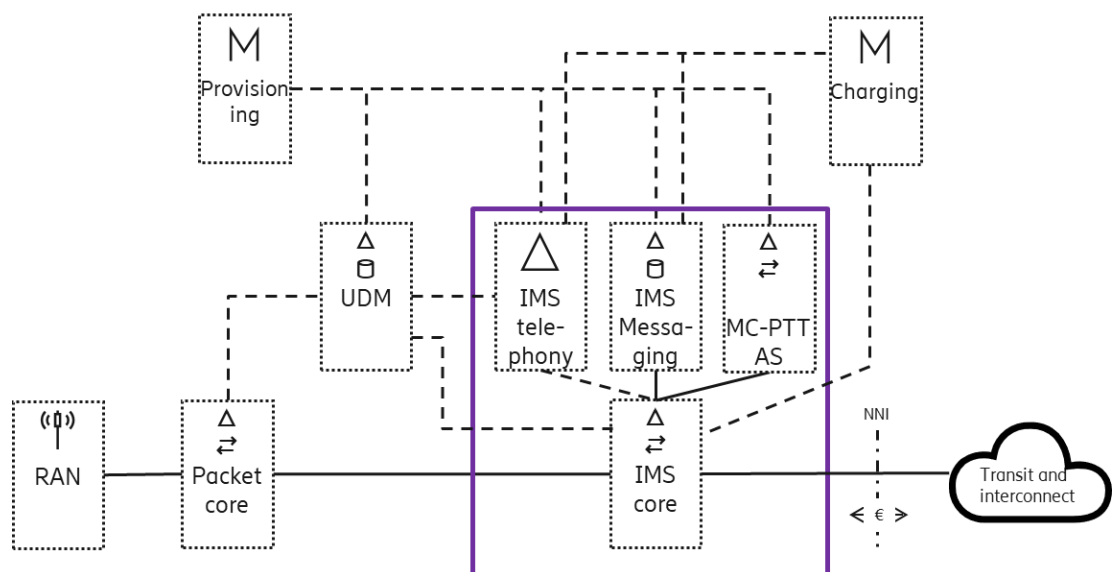 Provision
ing
Charging
UDM
IMS
tele-
phony
IMS
Messa-
ging
MC-PTT
AS
RAN
Packet
core
IMS
core
NNI
€
Transit and
interconnect